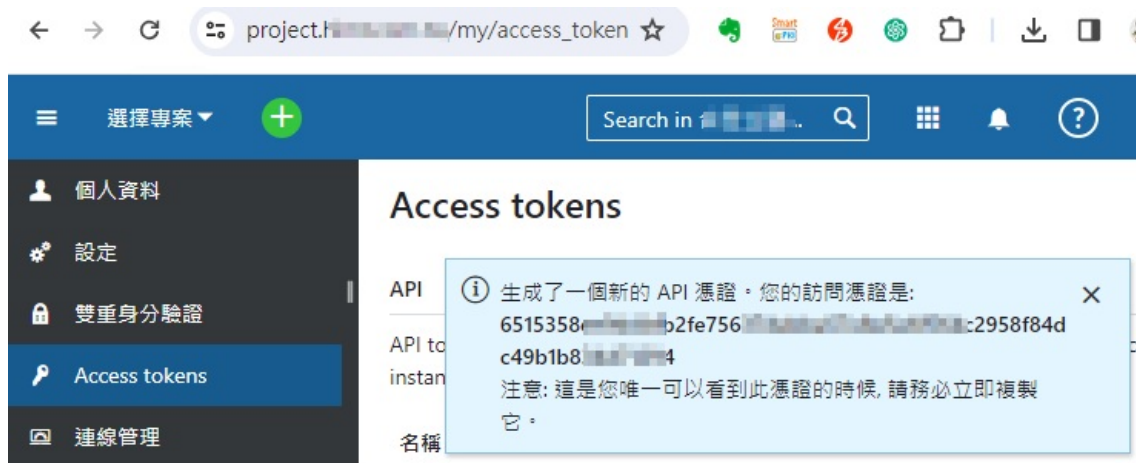 project.h /my/access_token
Smart
選擇專案
Search in ..
個人資料
設定
雙重身分驗證
Access tokens
連線管理
Access tokens
API
API to
instan
名稱
生成了一個新的 API 憑證。您的訪問憑證是:
6515358 b2fe756 c2958f84d
c49b1b8 4
注意: 這是您唯一可以看到此憑證的時候, 請務必立即複製
它。